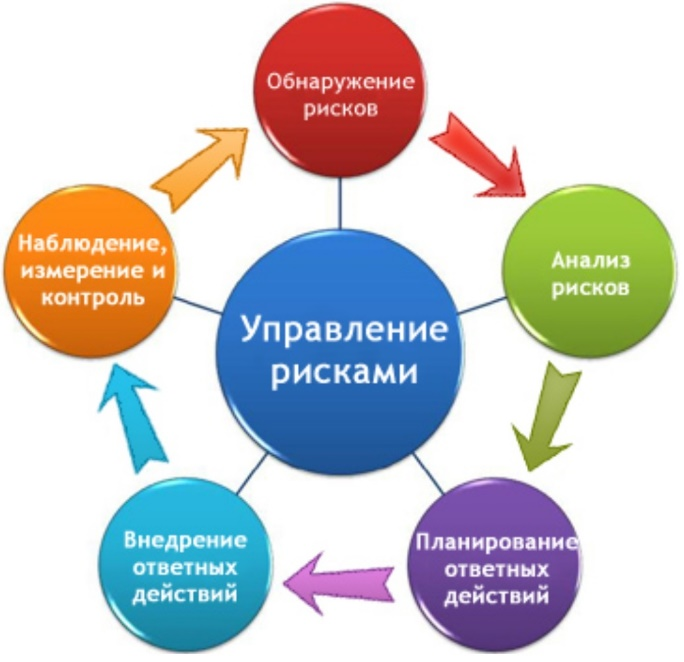 Обнаружение
рисков
Анализ
рисков
Планирование
ответных
действий
Внедрение
ответных
действий
Наблюдение,
измерение и
контроль
Управление
рисками